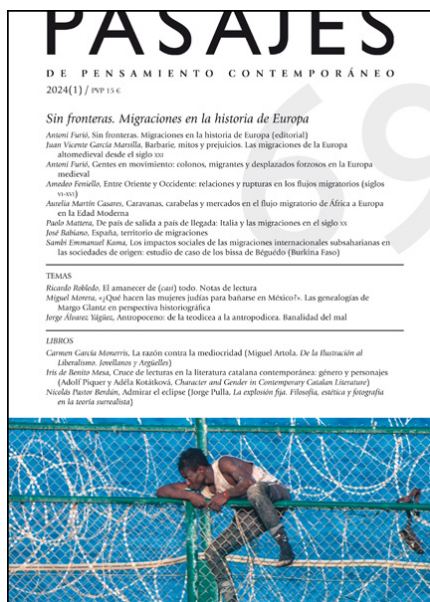 PASAJES
DE PENSAMIENTO CONTEMPORÁNEO
2024(1) / PVP 15 €
69
Sin fronteras. Migraciones en la historia de Europa
Antoni Furió, Sin fronteras. Migraciones en la historia de Europa (editorial)
Juan Vicente García Marsilla, Barbarie, mitos y prejuicios. Las migraciones de la Europa
altomedieval desde el siglo XXI
Antoni Furió, Gentes en movimiento: colonos, migrantes y desplazados forzosos en la Europa
medieval
Amedeo Feniello, Entre Oriente y Occidente: relaciones y rupturas en los flujos migratorios (siglos
VI-XVI)
Aurelia Martín Casares, Caravanas, carabelas y mercados en el flujo migratorio de África a Europa
en la Edad Moderna
Paolo Mattera, De país de salida a país de llegada: Italia y las migraciones en el siglo XX
José Babiano, España, territorio de migraciones
Sambi Emmanuel Kama, Los impactos sociales de las migraciones internacionales subsaharianas en
las sociedades de origen: estudio de caso de los bissa de Béguédo (Burkina Faso)
TEMAS
Ricardo Robledo, El amanecer de (casi) todo. Notas de lectura
Miguel Morera, «¿Qué hacen las mujeres judías para bañarse en México?». Las genealogías de
Margo Glantz en perspectiva historiográfica
Jorge Álvarez Yágüez, Antropoceno: de la teodicea a la antropodicea. Banalidad del mal
LIBROS
Carmen García Monerris, La razón contra la mediocridad (Miguel Artola, De la Ilustración al
Liberalismo. Jovellanos y Argüelles)
Iris de Benito Mesa, Cruce de lecturas en la literatura catalana contemporánea: género y personajes
(Adolf Piquer y Adéla Koťátková, Character and Gender in Contemporary Catalan Literature)
Nicolás Pastor Berdún, Admirar el eclipse (Jorge Pulla, La explosión fija. Filosofía, estética y fotografía
en la teoría surrealista)